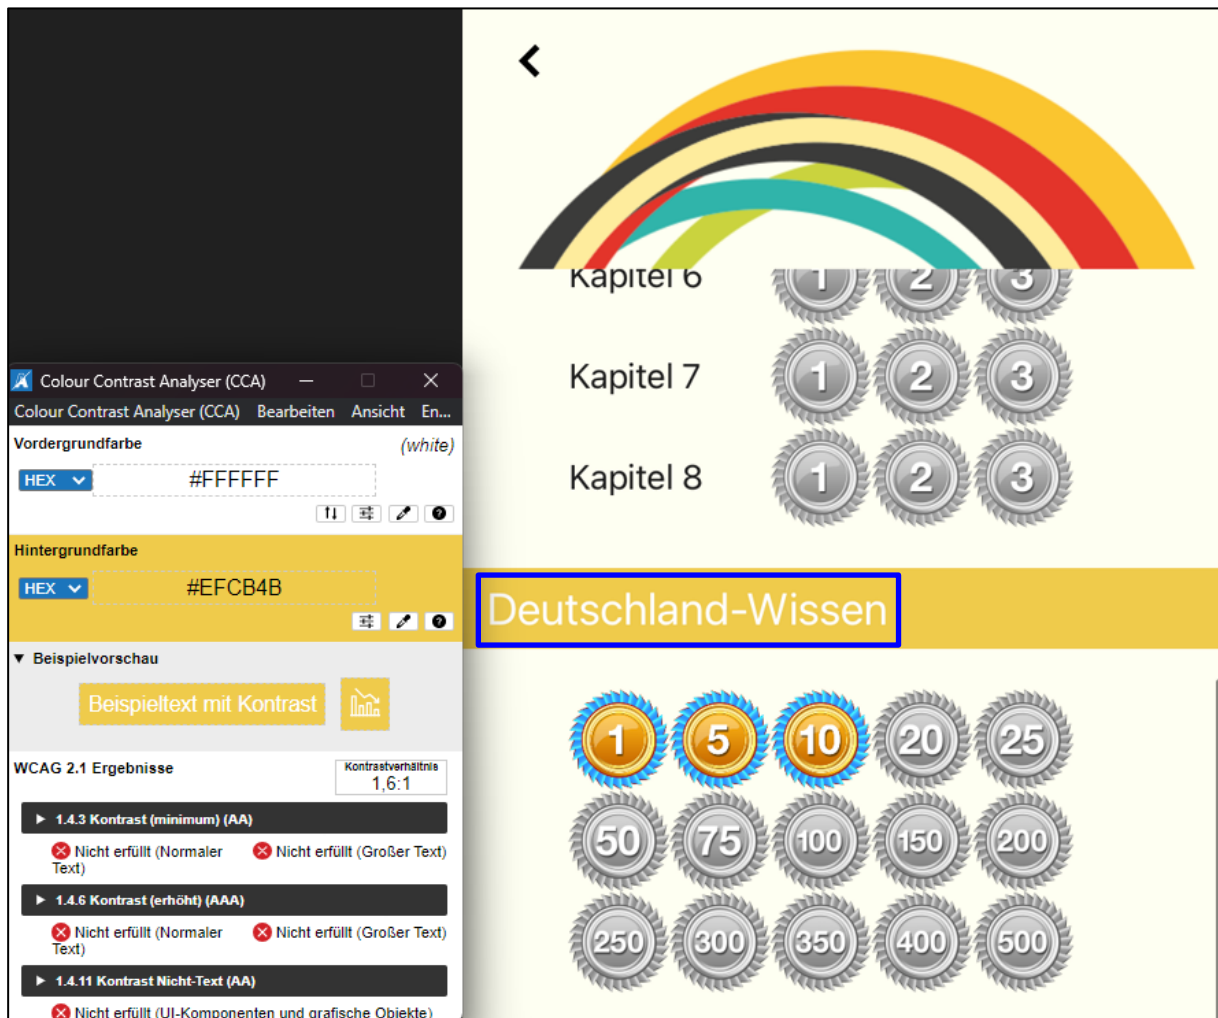 Colour Contrast Analyser (CCA)
Colour Contrast Analyser (CCA) Bearbeiten Ansicht En...
Vordergrundfarbe (white)
HEX #FFFFFF
Hintergrundfarbe
HEX #EFCB4B
▼ Beispielvorschau
Beispieltext mit Kontrast
WCAG 2.1 Ergebnisse
Kontrastverhältnis
1,6:1
1.4.3 Kontrast (minimum) (AA)
Nicht erfüllt (Normaler Text)
Nicht erfüllt (Großer Text)
1.4.6 Kontrast (erhöht) (AAA)
Nicht erfüllt (Normaler Text)
Nicht erfüllt (Großer Text)
1.4.11 Kontrast Nicht-Text (AA)
Nicht erfüllt (UI-Komponenten und grafische Objekte)
Kapitel 6 1 2 3
Kapitel 7 1 2 3
Kapitel 8 1 2 3
Deutschland-Wissen
1 5 10 20 25
50 75 100 150 200
250 300 350 400 500